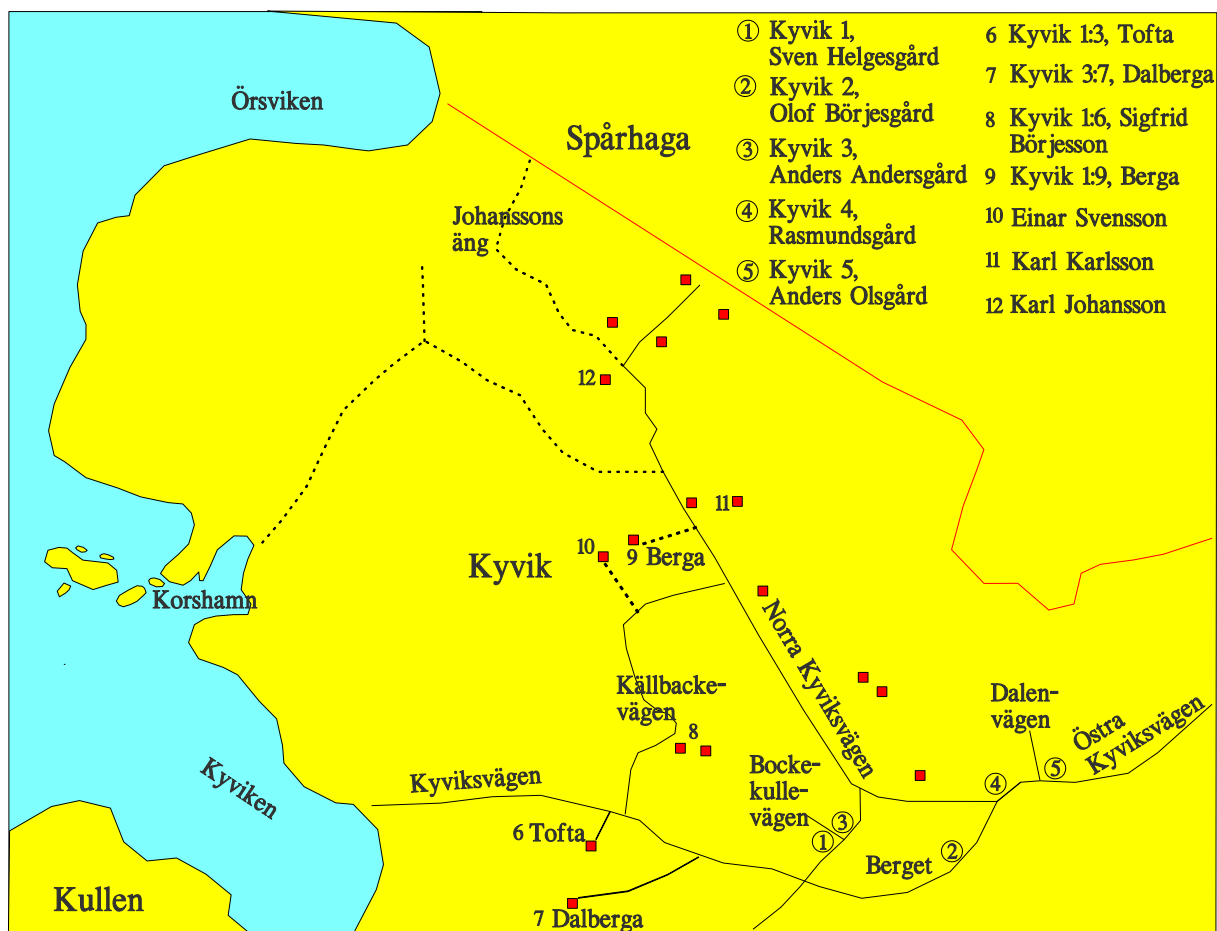 ① Kyvik 1,
Sven Helgesgård
② Kyvik 2,
Olof Börjesgård
③ Kyvik 3,
Anders Andersgård
④ Kyvik 4,
Rasmundsgård
⑤ Kyvik 5,
Anders Olsgård
6 Kyvik 1:3, Tofta
7 Kyvik 3:7, Dalberga
8 Kyvik 1:6, Sigfrid
Börjesson
9 Kyvik 1:9, Berga
10 Einar Svensson
11 Karl Karlsson
12 Karl Johansson
Örsviken
Spårhaga
Johanssons
äng
12
11
10
9 Berga
Kyvik
Korshamn
Norra Kyviksvägen
Källbacke-
vägen
8
Dalen-
vägen
Östra
Kyviksvägen
⑤
④
Kyviken
Kyviksvägen
Bocke-
kulle-
vägen
③
①
②
6 Tofta
Berget
Kullen
7 Dalberga